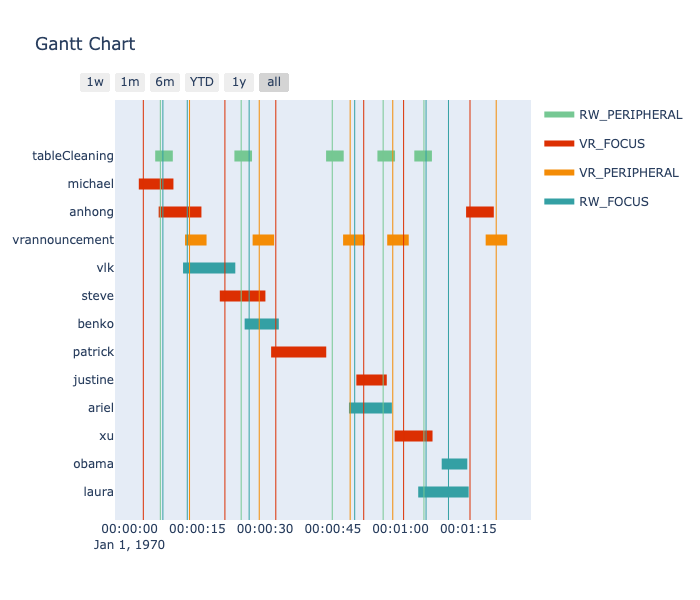 Gantt Chart
1w 1m 6m YTD 1y all
RW_PERIPHERAL
VR_FOCUS
VR_PERIPHERAL
RW_FOCUS
tableCleaning
michael
anhong
vrannouncement
vlk
steve
benko
patrick
justine
ariel
xu
obama
laura
00:00:00 00:00:15 00:00:30 00:00:45 00:01:00 00:01:15
Jan 1, 1970